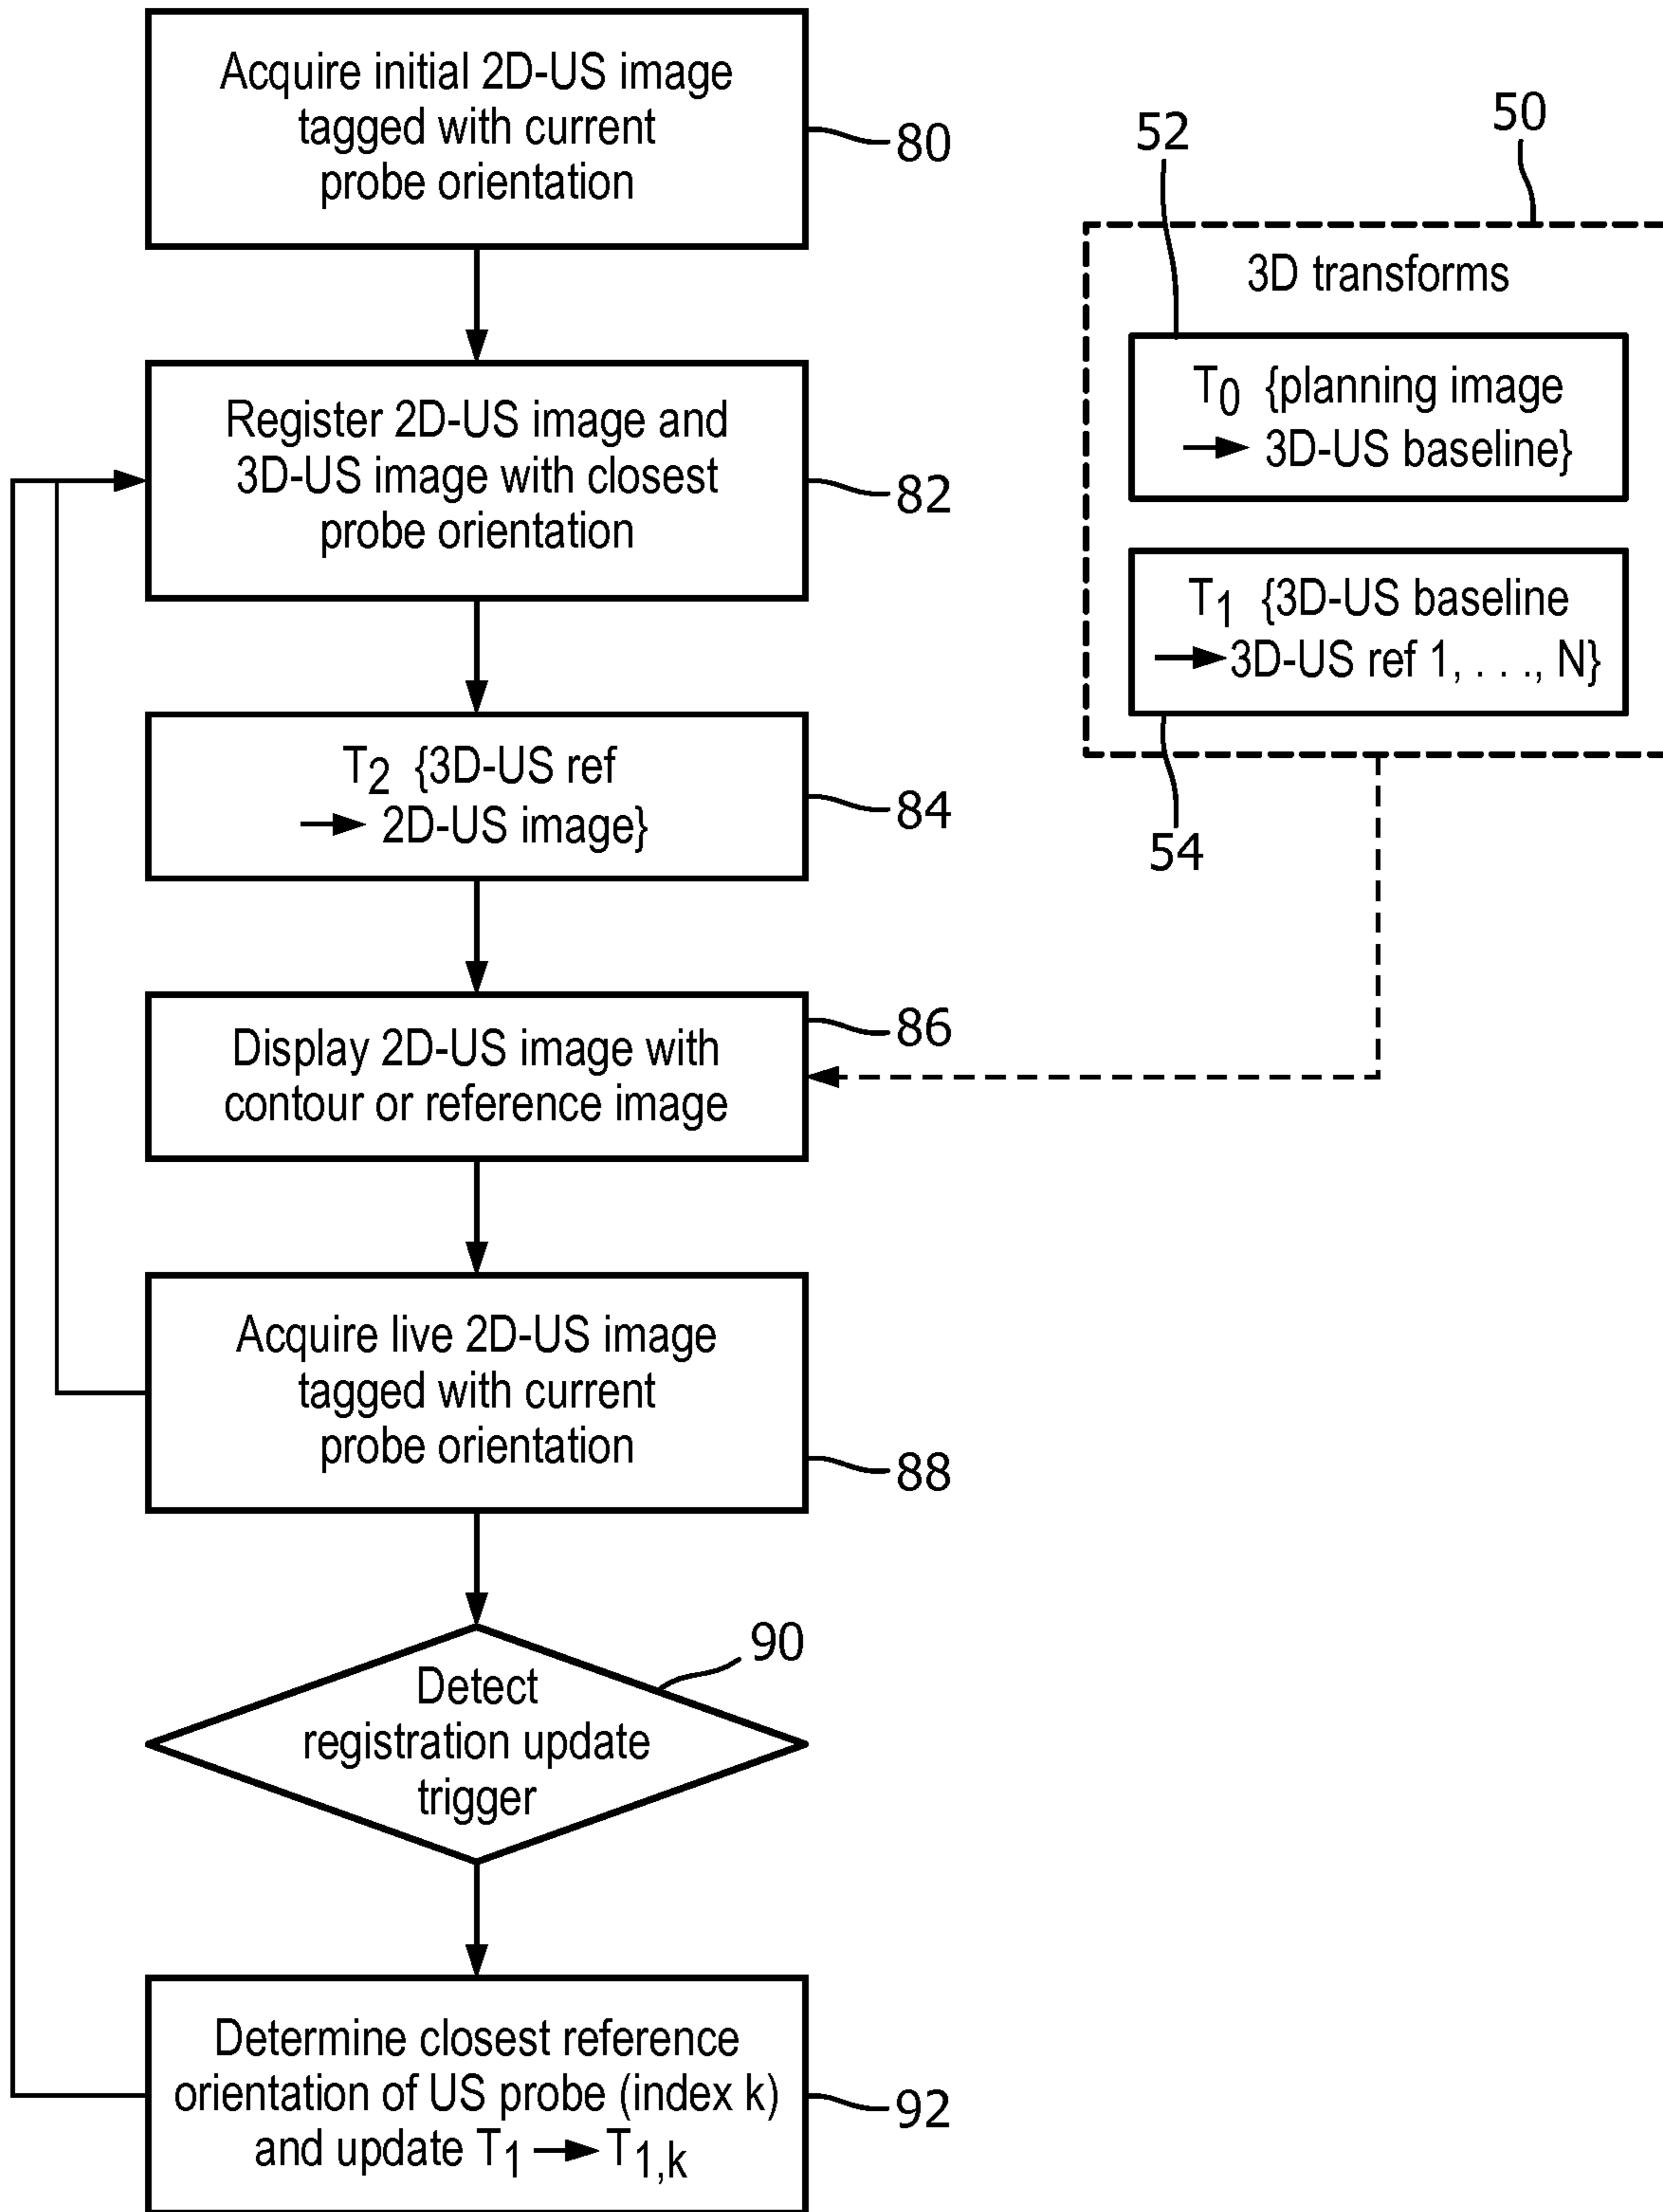 Acquire initial 2D-US image
tagged with current
probe orientation
80
Register 2D-US image and
3D-US image with closest
probe orientation
82
T2 {3D-US ref
→ 2D-US image}
84
Display 2D-US image with
contour or reference image
86
Acquire live 2D-US image
tagged with current
probe orientation
88
Detect
registration update
trigger
90
Determine closest reference
orientation of US probe (index k)
and update T1 → T1,k
92
50
52
3D transforms
T0 {planning image
→ 3D-US baseline}
T1 {3D-US baseline
→ 3D-US ref 1, . . ., N}
54